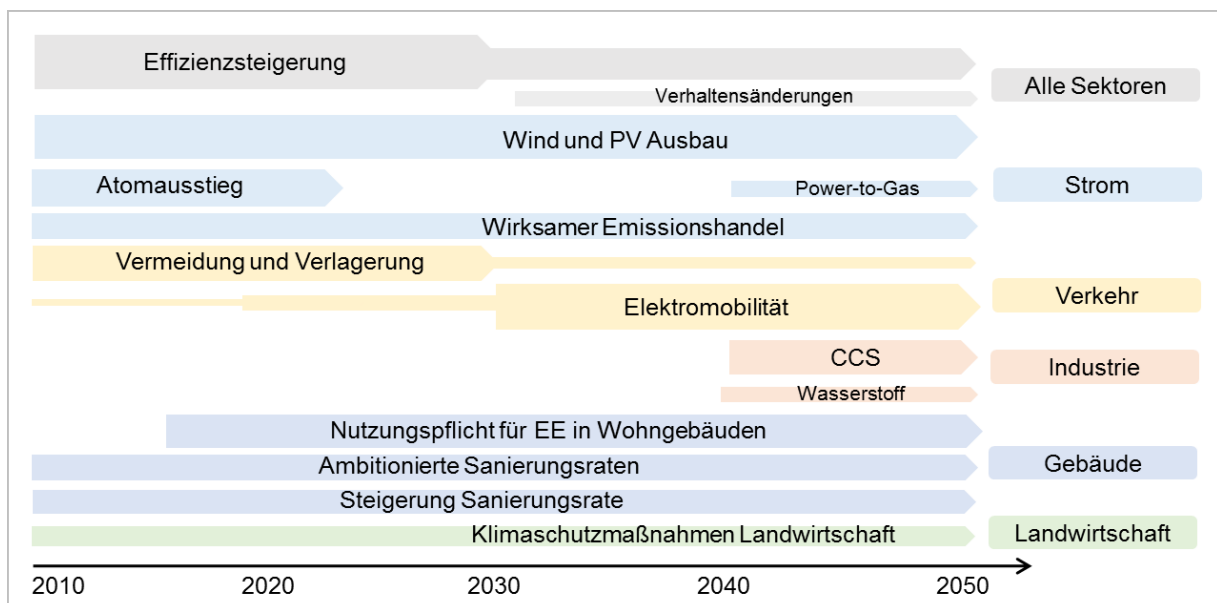 Effizienzsteigerung
Verhaltensänderungen
Alle Sektoren
Wind und PV Ausbau
Atomausstieg
Power-to-Gas
Strom
Wirksamer Emissionshandel
Vermeidung und Verlagerung
Elektromobilität
Verkehr
CCS
Industrie
Wasserstoff
Nutzungspflicht für EE in Wohngebäuden
Ambitionierte Sanierungsraten
Gebäude
Steigerung Sanierungsrate
Klimaschutzmaßnahmen Landwirtschaft
Landwirtschaft
2010 2020 2030 2040 2050